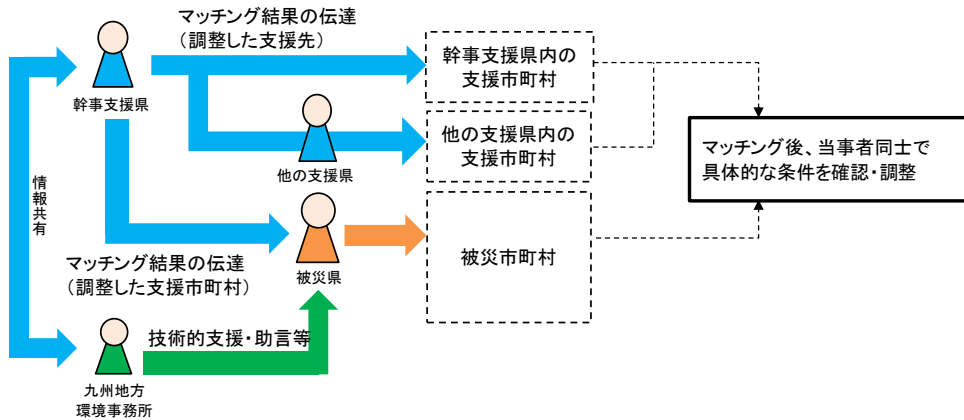 マッチング結果の伝達
（調整した支援先）
幹事支援県
幹事支援県内の
支援市町村
他の支援県
他の支援県内の
支援市町村
マッチング後、当事者同士で
具体的な条件を確認・調整
情報共有
マッチング結果の伝達
（調整した支援市町村）
被災県
被災市町村
技術的支援・助言等
九州地方
環境事務所